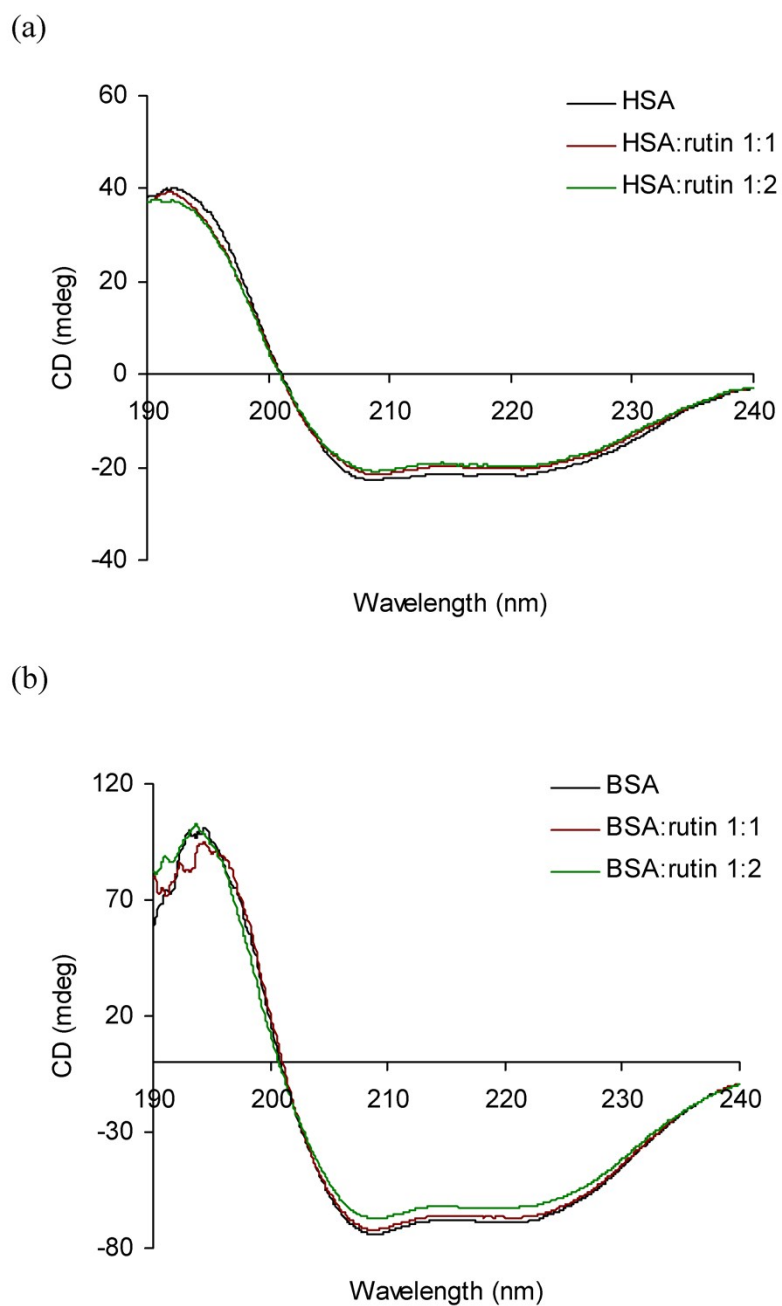 (a)
60
40
20
0
-20
-40
190
200
210
220
230
240
CD (mdeg)
Wavelength (nm)
HSA
HSA:rutin 1:1
HSA:rutin 1:2
(b)
120
70
20
-30
-80
190
200
210
220
230
240
CD (mdeg)
Wavelength (nm)
BSA
BSA:rutin 1:1
BSA:rutin 1:2